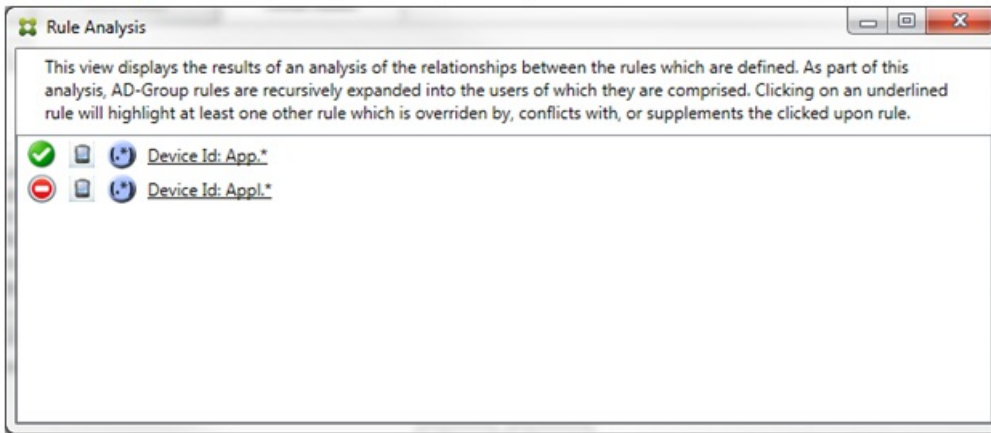 Rule Analysis
This view displays the results of an analysis of the relationships between the rules which are defined. As part of this
analysis, AD-Group rules are recursively expanded into the users of which they are comprised. Clicking on an underlined
rule will highlight at least one other rule which is overriden by, conflicts with, or supplements the clicked upon rule.
(.*) Device Id: App.*
(.*) Device Id: Appl.*